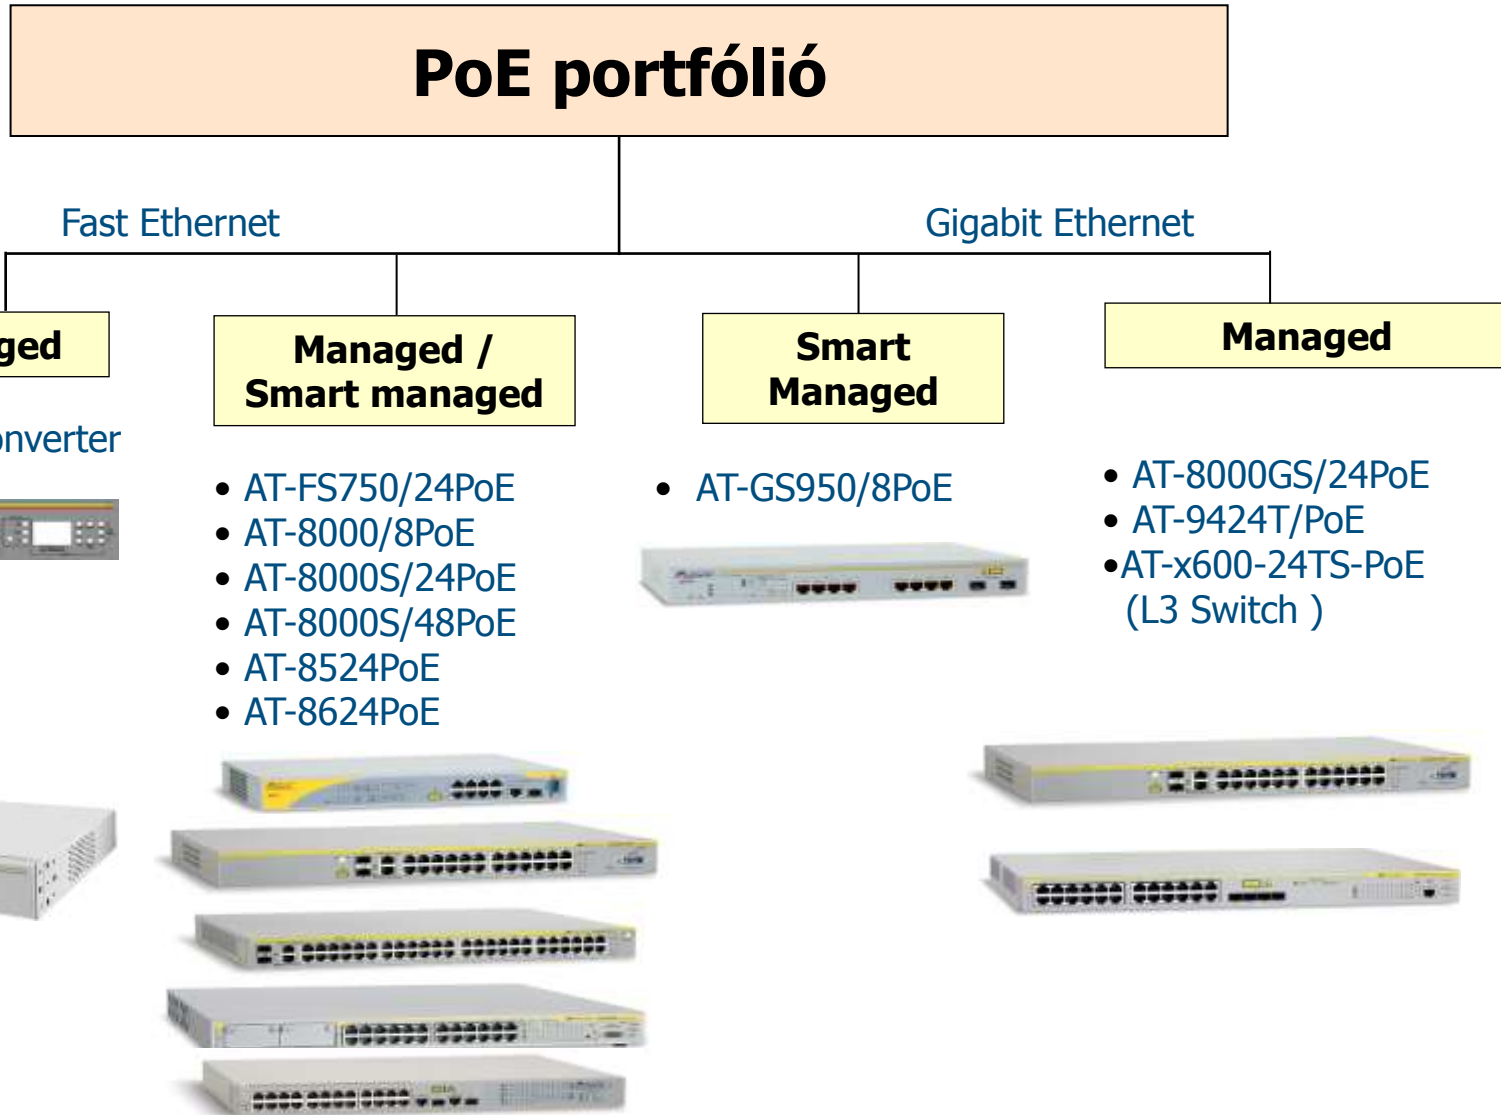 PoE portfólió
Fast Ethernet
Gigabit Ethernet
ged
onverter
Managed /
Smart managed
• AT-FS750/24PoE
• AT-8000/8PoE
• AT-8000S/24PoE
• AT-8000S/48PoE
• AT-8524PoE
• AT-8624PoE
Smart
Managed
• AT-GS950/8PoE
Managed
• AT-8000GS/24PoE
• AT-9424T/PoE
•AT-x600-24TS-PoE
(L3 Switch )